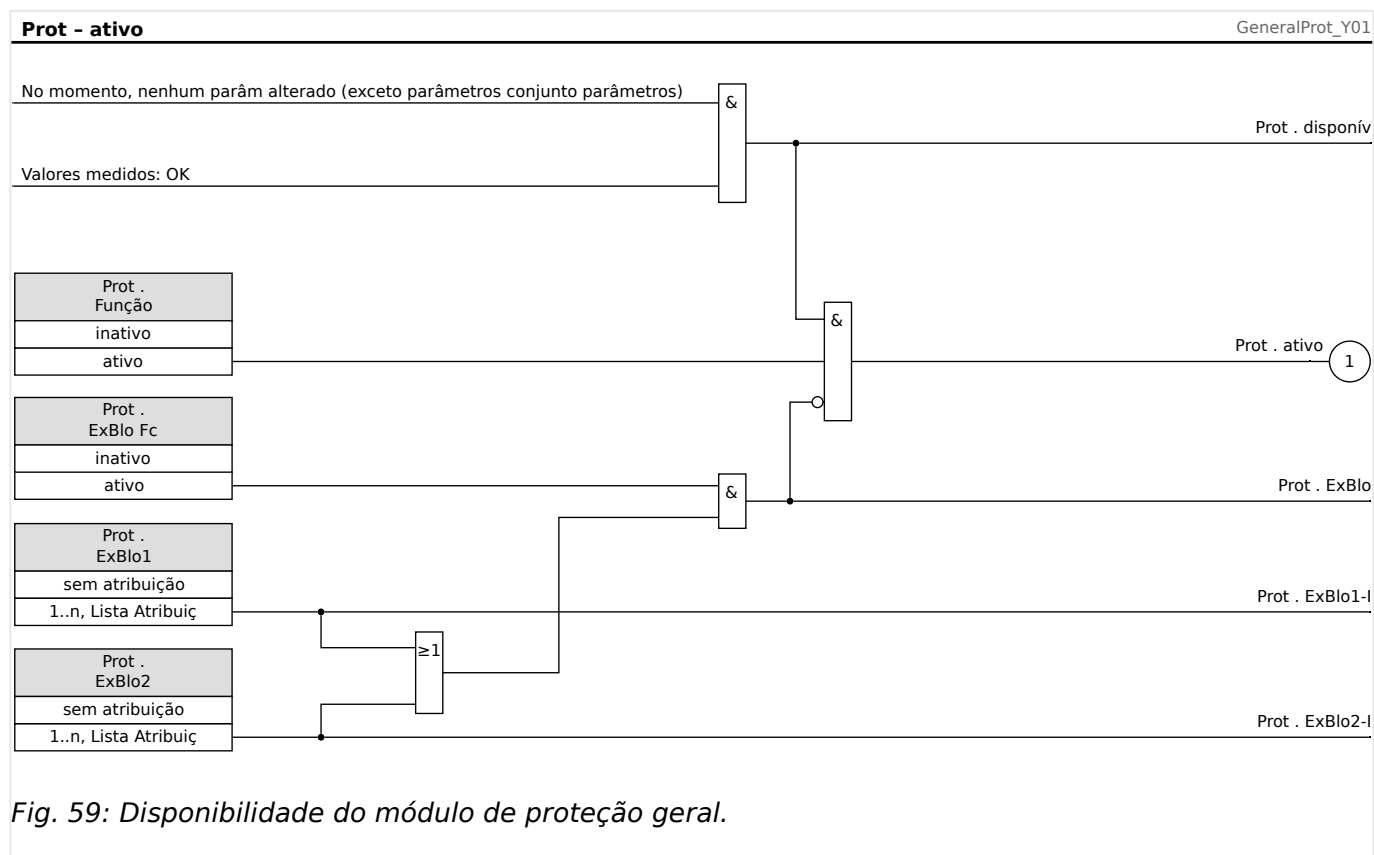 Prot – ativo
GeneralProt_Y01
No momento, nenhum parâm alterado (exceto parâmetros conjunto parâmetros)
&
Prot . disponív
Valores medidos: OK
Prot .
Função
inativo
ativo
&
Prot . ativo
1
Prot .
ExBlo Fc
inativo
ativo
&
Prot . ExBlo
Prot .
ExBlo1
sem atribuição
1..n, Lista Atribuiç
Prot . ExBlo1-I
≥1
Prot .
ExBlo2
sem atribuição
1..n, Lista Atribuiç
Prot . ExBlo2-I
Fig. 59: Disponibilidade do módulo de proteção geral.